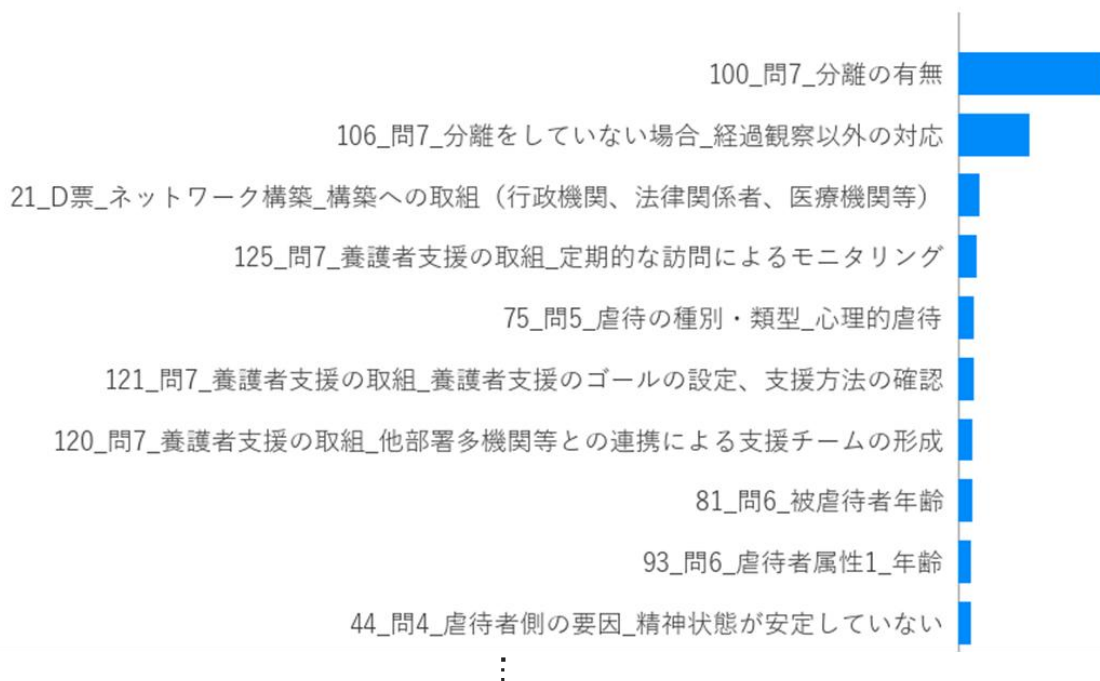 100_問7_分離の有無
106_問7_分離をしていない場合_経過観察以外の対応
21_D票_ネットワーク構築_構築への取組（行政機関、法律関係者、医療機関等）
125_問7_養護者支援の取組_定期的な訪問によるモニタリング
75_問5_虐待の種別・類型_心理的虐待
121_問7_養護者支援の取組_養護者支援のゴールの設定、支援方法の確認
120_問7_養護者支援の取組_他部署多機関等との連携による支援チームの形成
81_問6_被虐待者年齢
93_問6_虐待者属性1_年齢
44_問4_虐待者側の要因_精神状態が安定していない
⋮